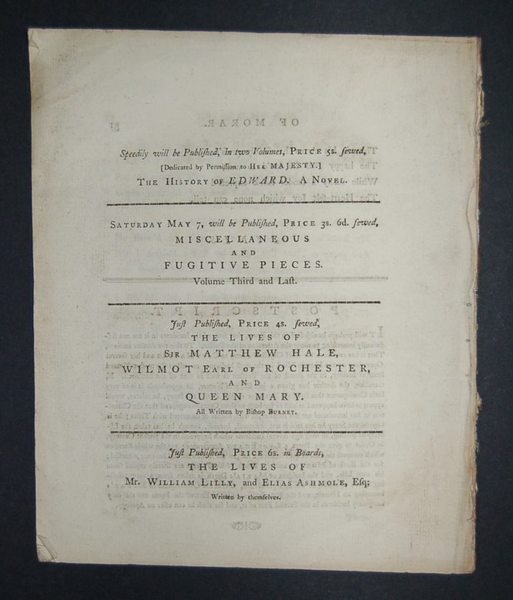 Speedily will be Published, in two Volumes, PRICE 5s. ſewed,
[Dedicated by Permiſſion to HER MAJESTY.]
THE HISTORY OF EDWARD. A NOVEL.
SATURDAY MAY 7, will be Publiſhed, PRICE 3s. 6d. ſewed,
MISCELLANEOUS
AND
FUGITIVE PIECES.
Volume Third and Laſt.
Juſt Publiſhed, PRICE 4s. ſewed,
THE LIVES OF
SIR MATTHEW HALE,
WILMOT EARL OF ROCHESTER,
AND
QUEEN MARY.
All Written by Biſhop BURNET.
Juſt Publiſhed, PRICE 6s. in Boards,
THE LIVES OF
Mr. WILLIAM LILLY, and ELIAS ASHMOLE, Eſq;
Written by themſelves.
OF MORAR.
POSTSCRIPT.